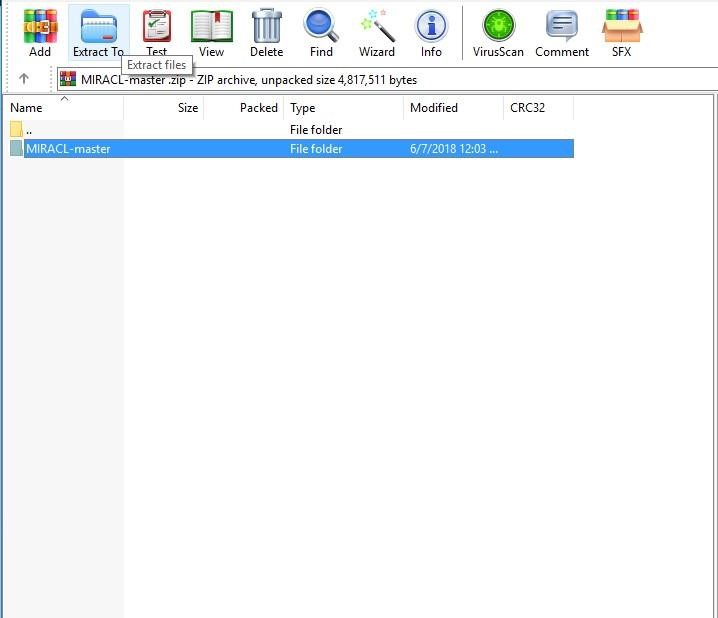 Add Extract To Test View Delete Find Wizard Info VirusScan Comment SFX
Extract files
MIRACL-master .zip - ZIP archive, unpacked size 4,817,511 bytes
Name Size Packed Type Modified CRC32
.. File folder
MIRACL-master File folder 6/7/2018 12:03 ...